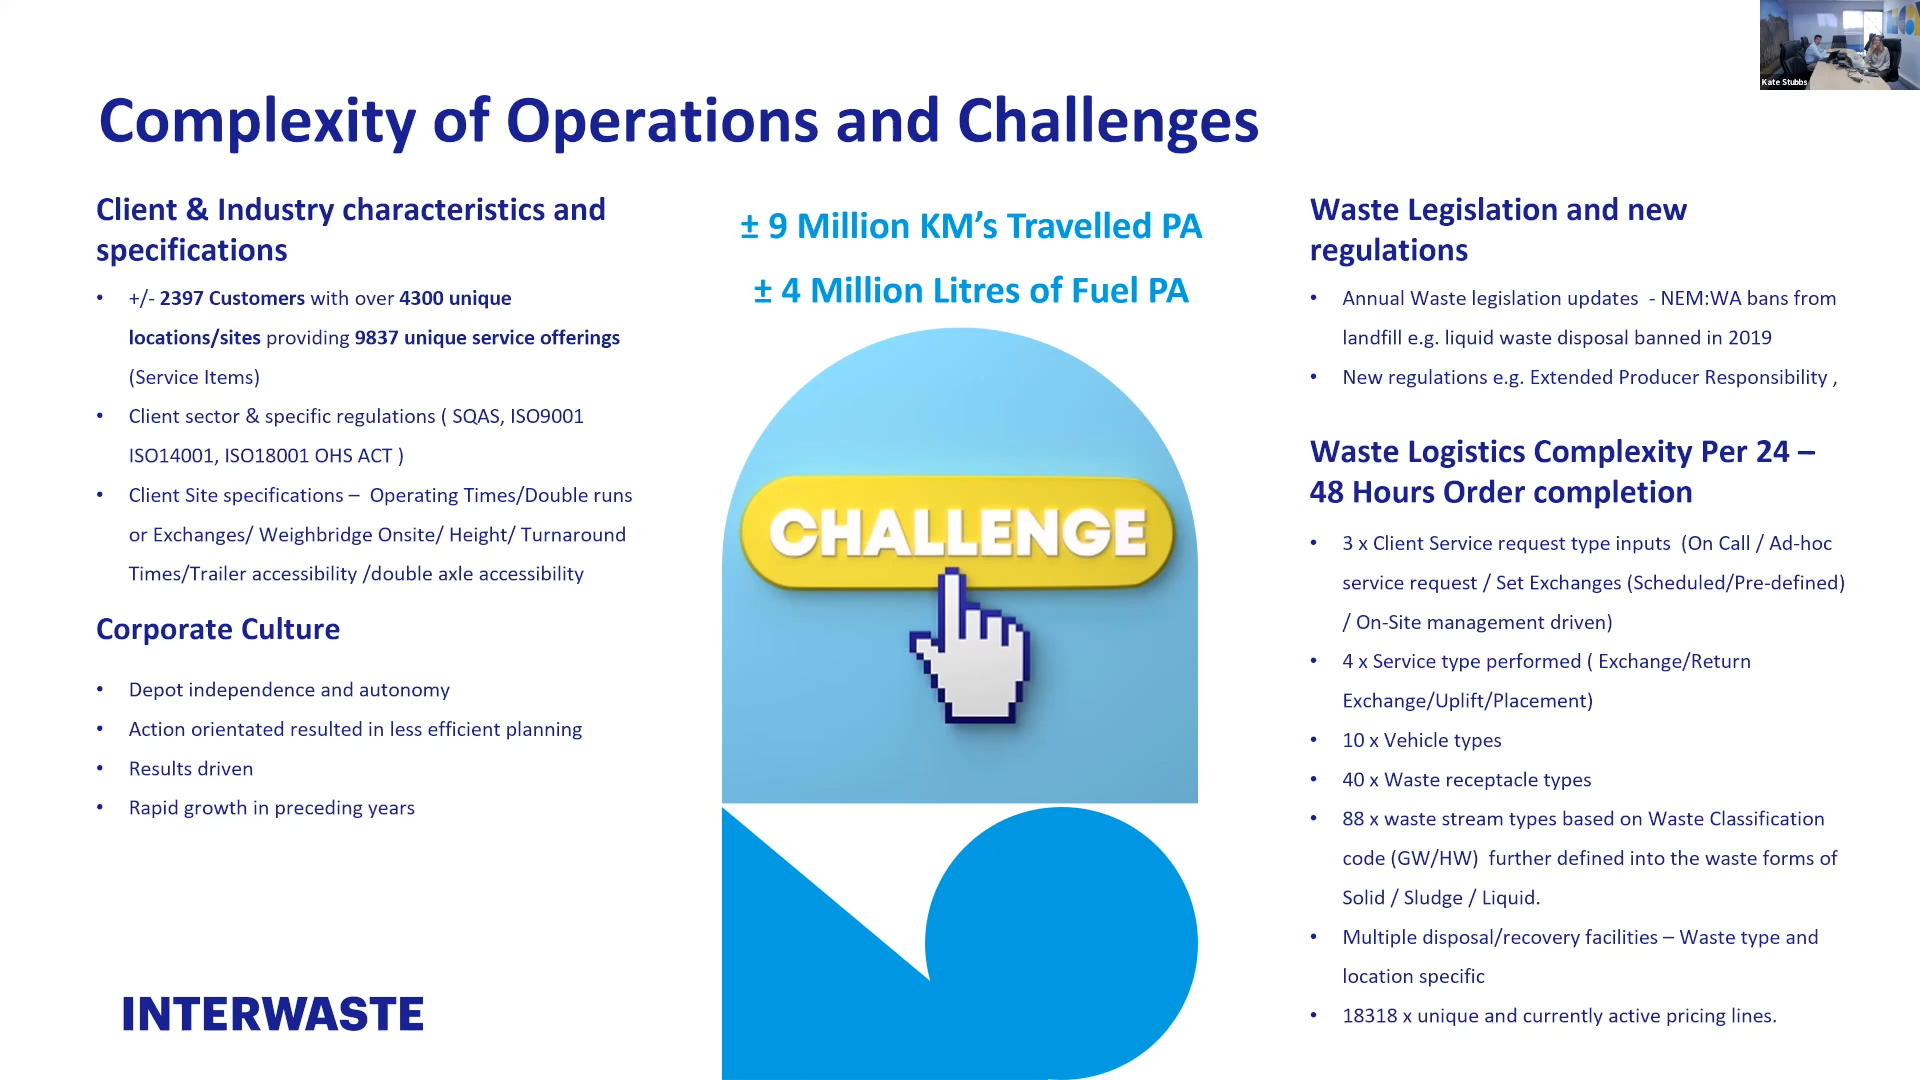 Kate Stubbs
Complexity of Operations and Challenges
Client & Industry characteristics and
specifications
• +/- 2397 Customers with over 4300 unique
locations/sites providing 9837 unique service offerings
(Service Items)
• Client sector & specific regulations ( SQAS, ISO9001
ISO14001, ISO18001 OHS ACT )
• Client Site specifications – Operating Times/Double runs
or Exchanges/ Weighbridge Onsite/ Height/ Turnaround
Times/Trailer accessibility /double axle accessibility
Corporate Culture
• Depot independence and autonomy
• Action orientated resulted in less efficient planning
• Results driven
• Rapid growth in preceding years
INTERWASTE
± 9 Million KM’s Travelled PA
± 4 Million Litres of Fuel PA
CHALLENGE
Waste Legislation and new
regulations
• Annual Waste legislation updates - NEM:WA bans from
landfill e.g. liquid waste disposal banned in 2019
• New regulations e.g. Extended Producer Responsibility ,
Waste Logistics Complexity Per 24 –
48 Hours Order completion
• 3 x Client Service request type inputs (On Call / Ad-hoc
service request / Set Exchanges (Scheduled/Pre-defined)
/ On-Site management driven)
• 4 x Service type performed ( Exchange/Return
Exchange/Uplift/Placement)
• 10 x Vehicle types
• 40 x Waste receptacle types
• 88 x waste stream types based on Waste Classification
code (GW/HW) further defined into the waste forms of
Solid / Sludge / Liquid.
• Multiple disposal/recovery facilities – Waste type and
location specific
• 18318 x unique and currently active pricing lines.